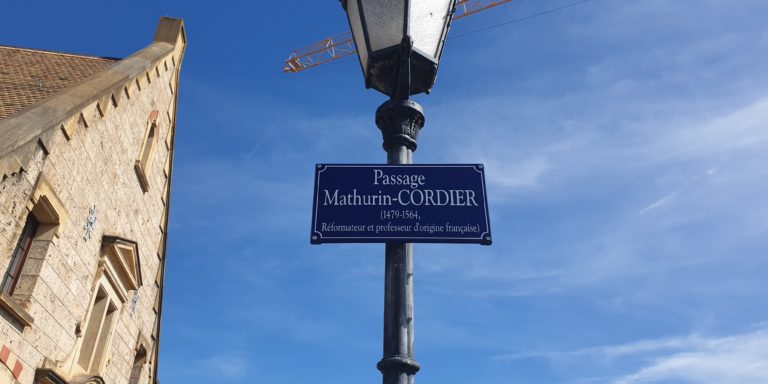 Passage
Mathurin-CORDIER
(1479-1564,
Réformateur et professeur d'origine française)